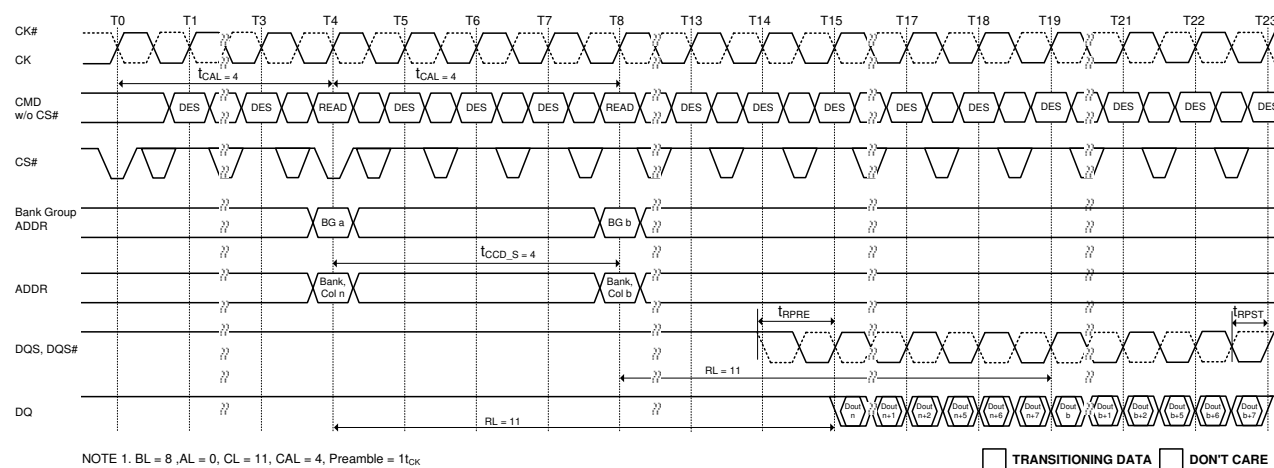 T0 T1 T3 T4 T5 T6 T7 T8 T13 T14 T15 T17 T18 T19 T21 T22 T23
CK#
CK
tCAL = 4 tCAL = 4
CMD
w/o CS#
DES DES READ DES DES DES READ DES DES DES DES DES DES DES DES DES
CS#
Bank Group
ADDR
BG a BG b
tCCD_S = 4
ADDR
Bank,
Col n
Bank,
Col b
tRPRE tRPST
DQS, DQS#
RL = 11
DQ
Dout
n
Dout
n+1
Dout
n+2
Dout
n+5
Dout
n+6
Dout
n+7
Dout
b
Dout
b+1
Dout
b+2
Dout
b+5
Dout
b+6
Dout
b+7
RL = 11
NOTE 1. BL = 8 ,AL = 0, CL = 11, CAL = 4, Preamble = 1tCK
TRANSITIONING DATA DON'T CARE